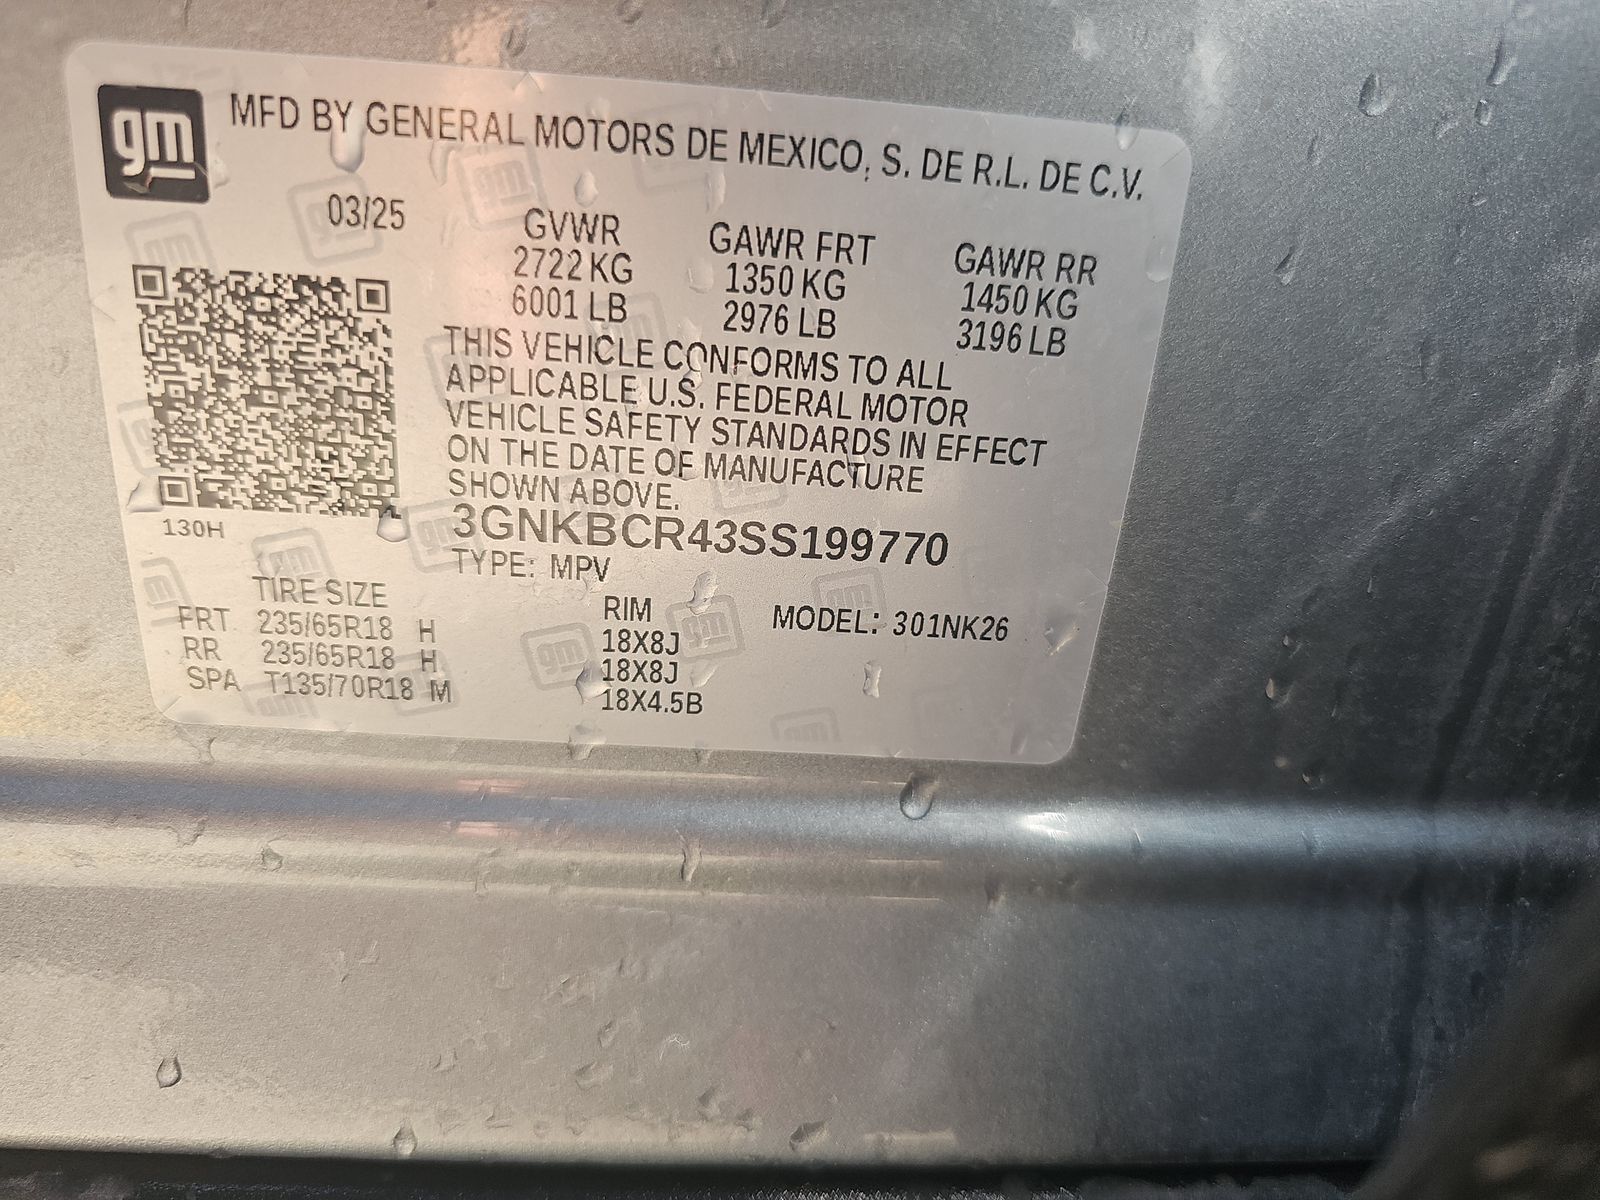 gm MFD BY GENERAL MOTORS DE MEXICO, S. DE R.L. DE C.V.
03/25 GVWR GAWR FRT GAWR RR
2722 KG 1350 KG 1450 KG
6001 LB 2976 LB 3196 LB
THIS VEHICLE CONFORMS TO ALL
APPLICABLE U.S. FEDERAL MOTOR
VEHICLE SAFETY STANDARDS IN EFFECT
ON THE DATE OF MANUFACTURE
SHOWN ABOVE.
130H 3GNKBCR43SS199770
TYPE: MPV
TIRE SIZE RIM MODEL: 301NK26
FRT 235/65R18 H 18X8J
RR 235/65R18 H 18X8J
SPA T135/70R18 M 18X4.5B